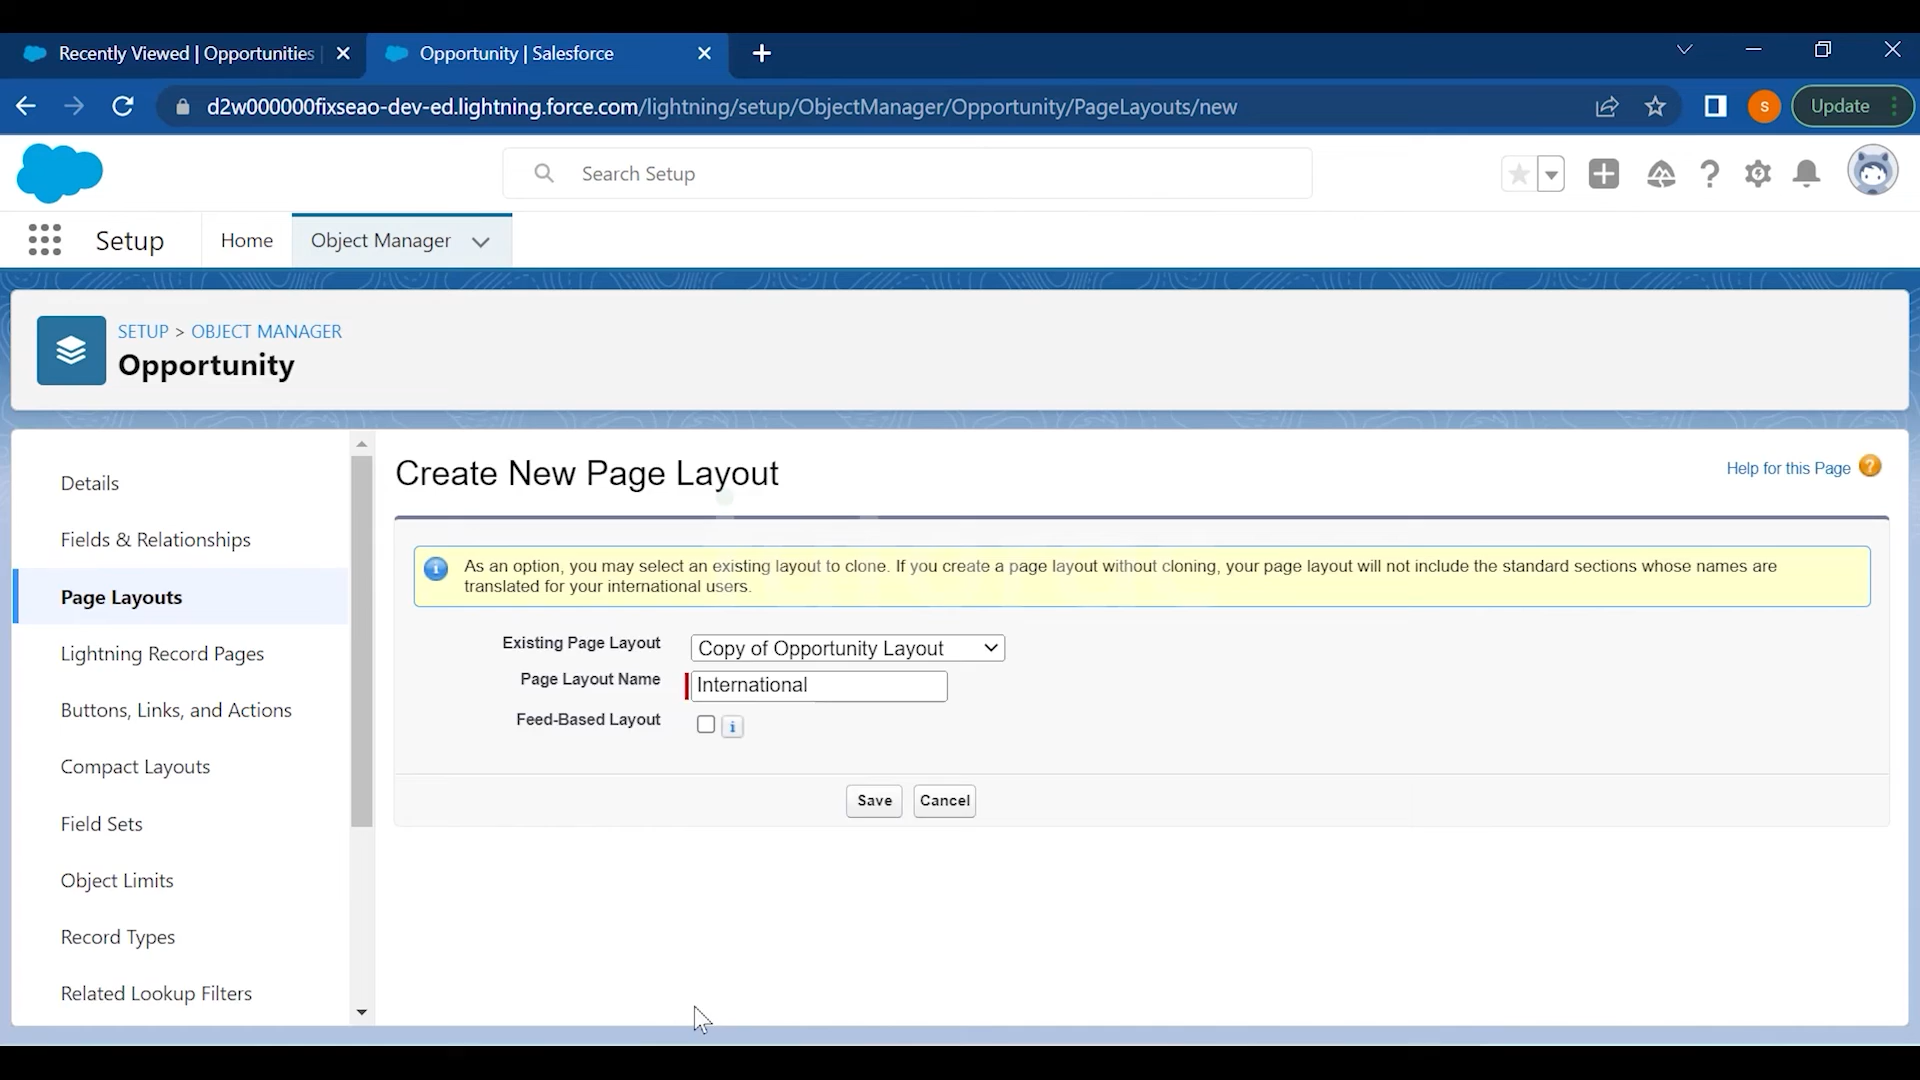 Recently Viewed | Opportunities
Opportunity | Salesforce
d2w000000fixseao-dev-ed.lightning.force.com/lightning/setup/ObjectManager/Opportunity/PageLayouts/new
S
Update
Search Setup
Setup
Home
Object Manager
SETUP > OBJECT MANAGER
Opportunity
Details
Fields & Relationships
Page Layouts
Lightning Record Pages
Buttons, Links, and Actions
Compact Layouts
Field Sets
Object Limits
Record Types
Related Lookup Filters
Create New Page Layout
Help for this Page
As an option, you may select an existing layout to clone. If you create a page layout without cloning, your page layout will not include the standard sections whose names are
translated for your international users.
Existing Page Layout
Copy of Opportunity Layout
Page Layout Name
International
Feed-Based Layout
Save
Cancel